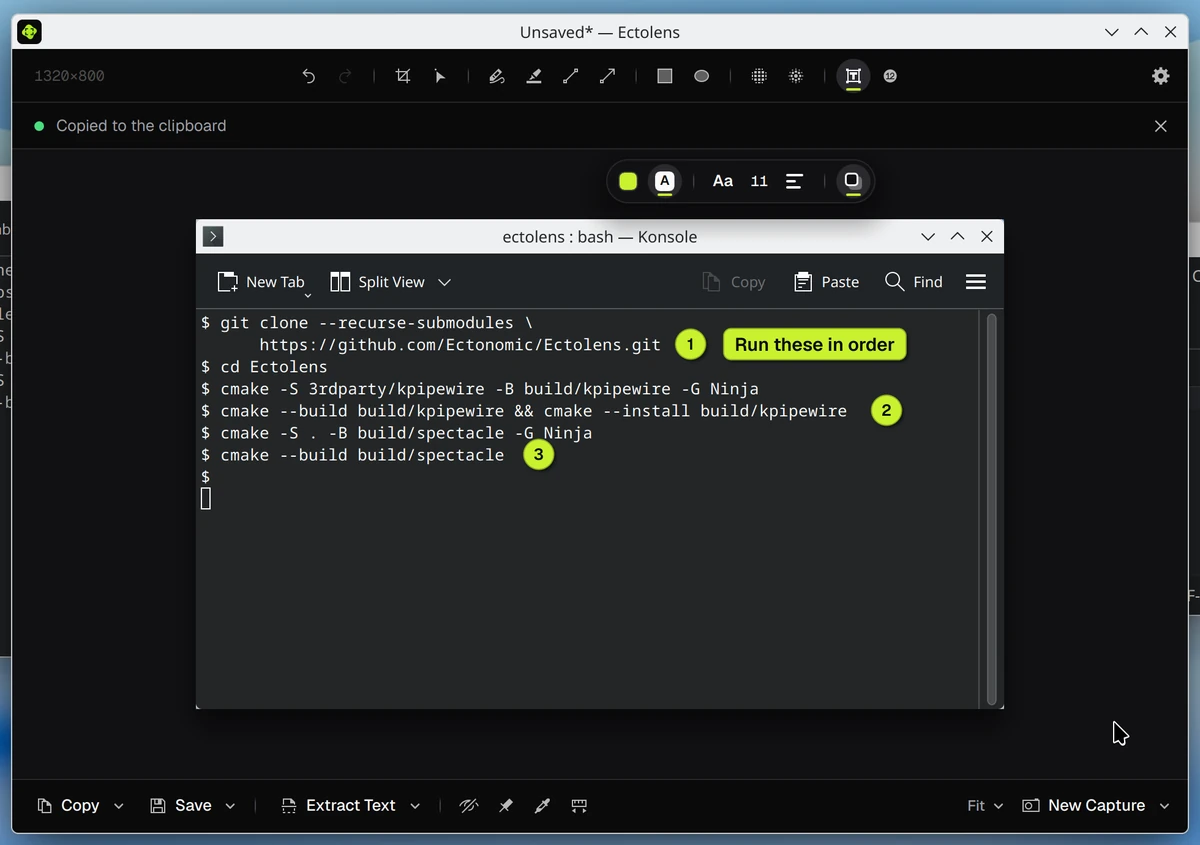 Unsaved* — Ectolens
1320×800
12
Copied to the clipboard
A Aa 11
ectolens : bash — Konsole
New Tab Split View Copy Paste Find
$ git clone --recurse-submodules \
https://github.com/Ectonomic/Ectolens.git 1 Run these in order
$ cd Ectolens
$ cmake -S 3rdparty/kpipewire -B build/kpipewire -G Ninja
$ cmake --build build/kpipewire && cmake --install build/kpipewire 2
$ cmake -S . -B build/spectacle -G Ninja
$ cmake --build build/spectacle 3
$
Copy Save Extract Text Fit New Capture